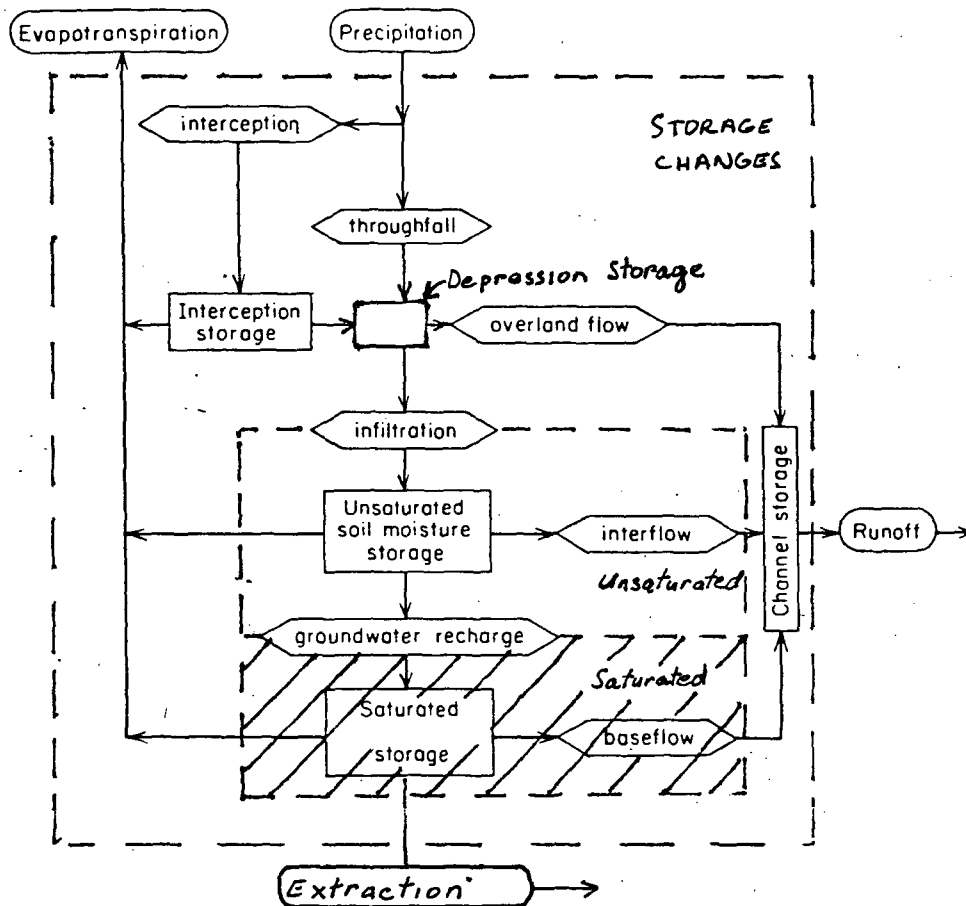 Evapotranspiration
Precipitation
interception
STORAGE
CHANGES
throughfall
Depression Storage
Interception
storage
overland flow
infiltration
Unsaturated
soil moisture
storage
interflow
Channel storage
Runoff
Unsaturated
groundwater recharge
Saturated
Saturated
storage
baseflow
Extraction